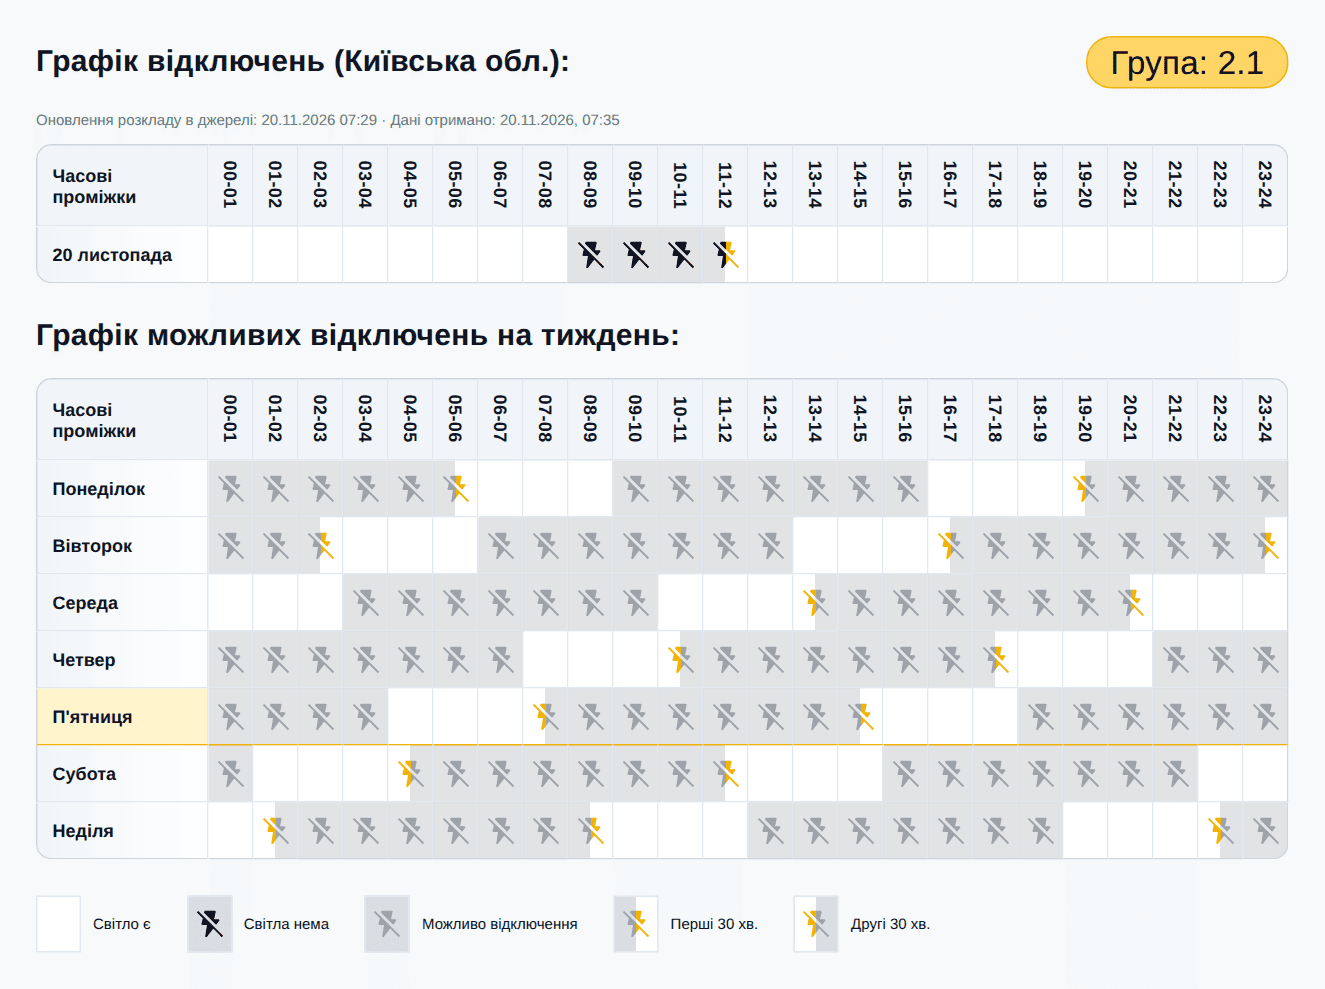 Графік відключень (Київська обл.):
Група: 2.1
Оновлення розкладу в джерелі: 20.11.2026 07:29 · Дані отримано: 20.11.2026, 07:35
Часові проміжки 00-01 01-02 02-03 03-04 04-05 05-06 06-07 07-08 08-09 09-10 10-11 11-12 12-13 13-14 14-15 15-16 16-17 17-18 18-19 19-20 20-21 21-22 22-23 23-24
20 листопада
Графік можливих відключень на тиждень:
Часові проміжки 00-01 01-02 02-03 03-04 04-05 05-06 06-07 07-08 08-09 09-10 10-11 11-12 12-13 13-14 14-15 15-16 16-17 17-18 18-19 19-20 20-21 21-22 22-23 23-24
Понеділок
Вівторок
Середа
Четвер
П'ятниця
Субота
Неділя
Світло є Світла нема Можливо відключення Перші 30 хв. Другі 30 хв.